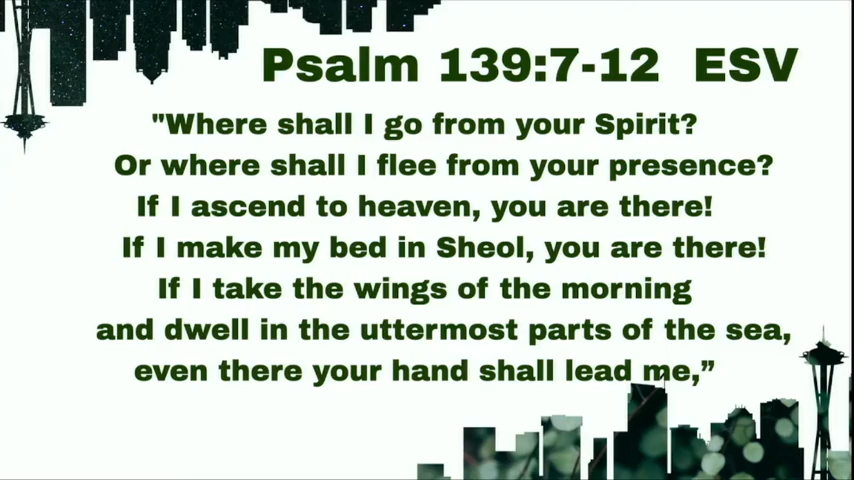 Psalm 139:7-12 ESV
"Where shall I go from your Spirit?
Or where shall I flee from your presence?
If I ascend to heaven, you are there!
If I make my bed in Sheol, you are there!
If I take the wings of the morning
and dwell in the uttermost parts of the sea,
even there your hand shall lead me,”